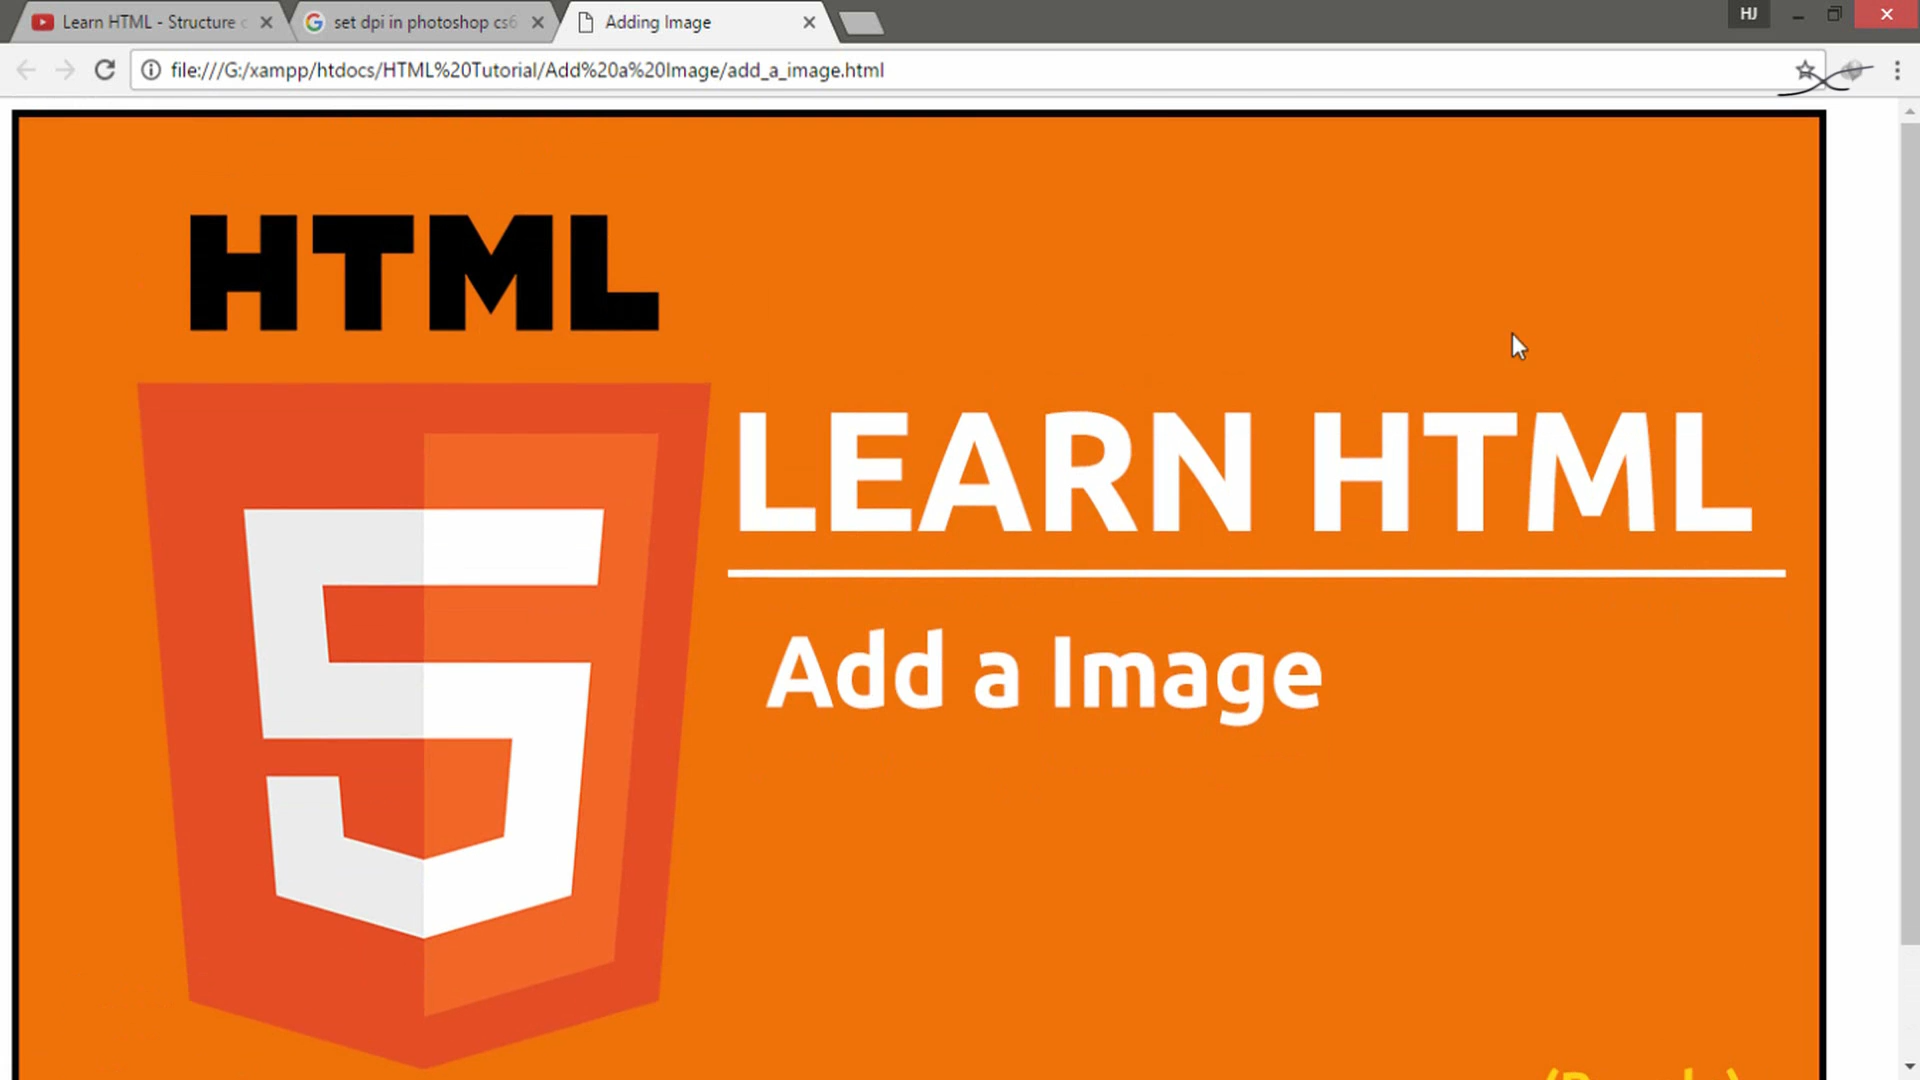 Learn HTML - Structure
set dpi in photoshop cs6
Adding Image
HJ
file:///G:/xampp/htdocs/HTML%20Tutorial/Add%20a%20Image/add_a_image.html
HTML
5
LEARN HTML
Add a Image